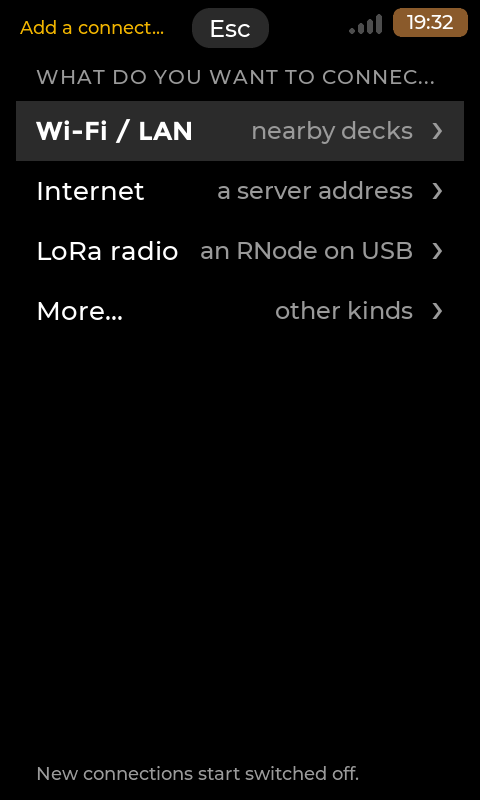 Add a connect...
Esc
19:32
WHAT DO YOU WANT TO CONNEC...
Wi-Fi / LAN nearby decks
Internet a server address
LoRa radio an RNode on USB
More... other kinds
New connections start switched off.